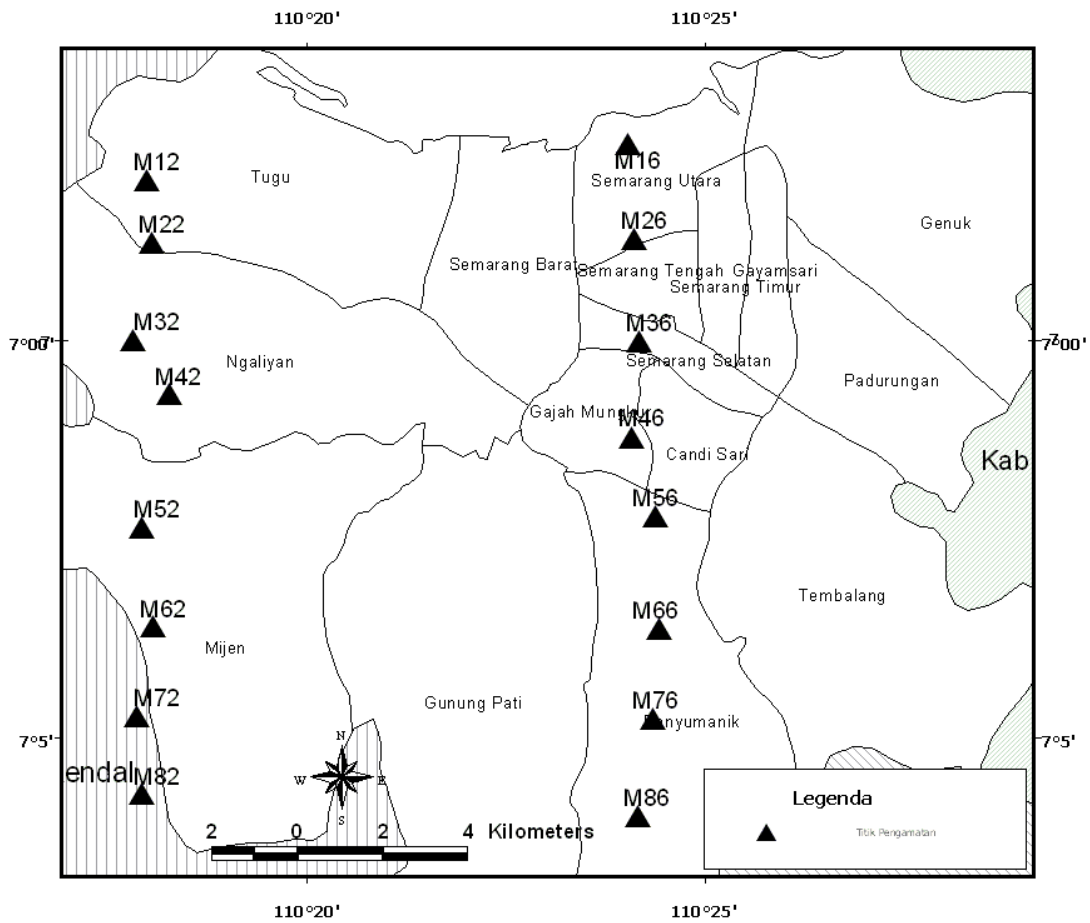 110°20'
110°25'
M12
M16
Tugu
Semarang Utara
M22
M26
Genuk
Semarang Barat
Semarang Tengah
Gayamsari
Semarang Timur
M32
M36
7°00'
7°00'
Ngaliyan
Semarang Selatan
M42
Padurungan
Gajah Mungkur
M46
Candi Sari
Kab
M52
M56
Tembalang
M62
M66
Mijen
M72
M76
Gunung Pati
Banyumanik
7°5'
7°5'
N
endal
M82
W
E
S
M86
Legenda
2 0 2 4 Kilometers
Titik Pengamatan
110°20'
110°25'